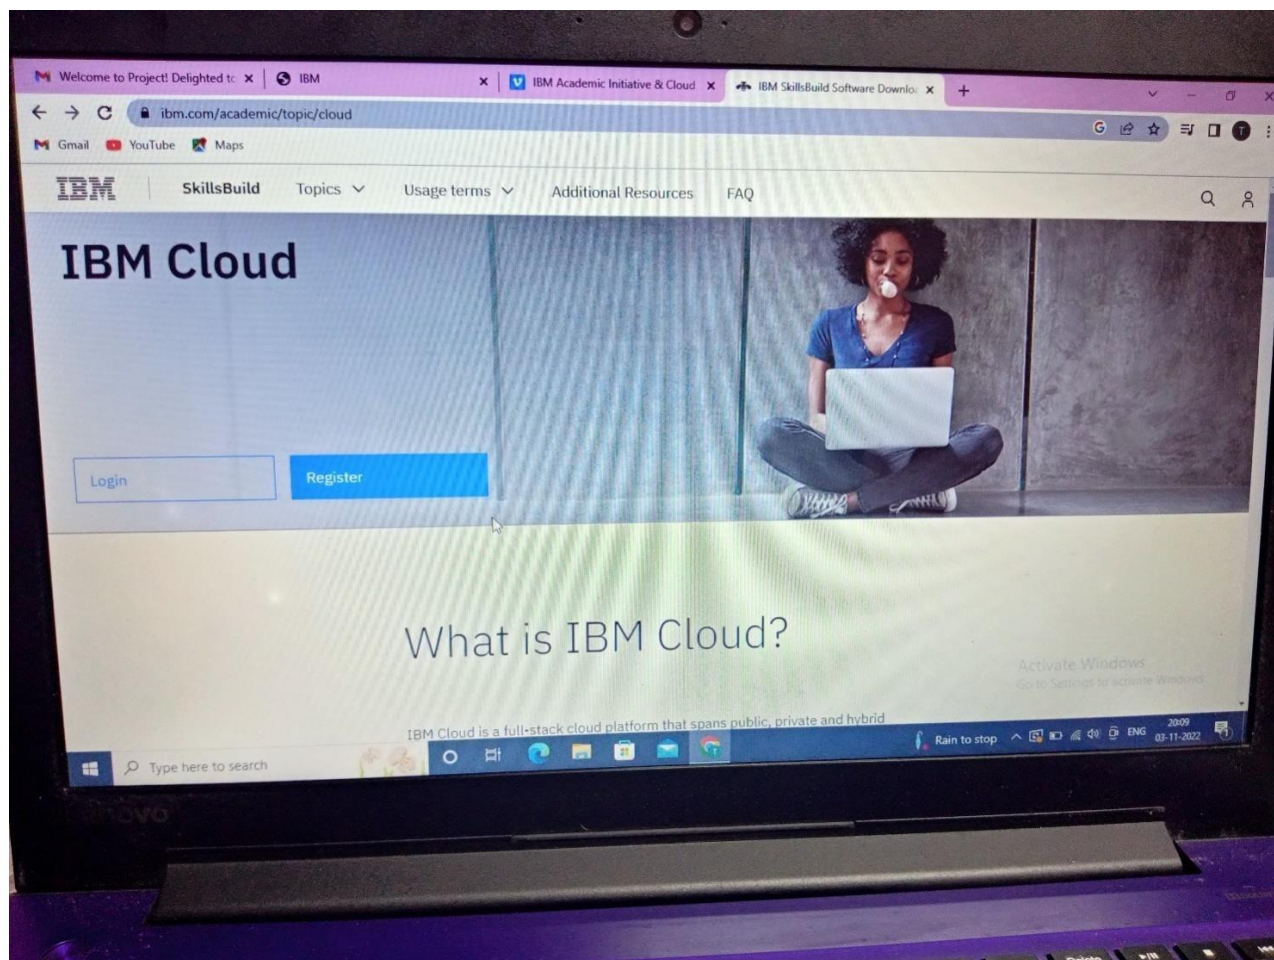 Welcome to Project! Delighted tc
IBM
IBM Academic Initiative & Cloud
IBM SkillsBuild Software Downlo
ibm.com/academic/topic/cloud
Gmail
YouTube
Maps
IBM
SkillsBuild
Topics
Usage terms
Additional Resources
FAQ
IBM Cloud
Login
Register
What is IBM Cloud?
Activate Windows
Go to Settings to activate Windows
IBM Cloud is a full-stack cloud platform that spans public, private and hybrid
Type here to search
Rain to stop
ENG
20:09
03-11-2022
Lenovo
Delete